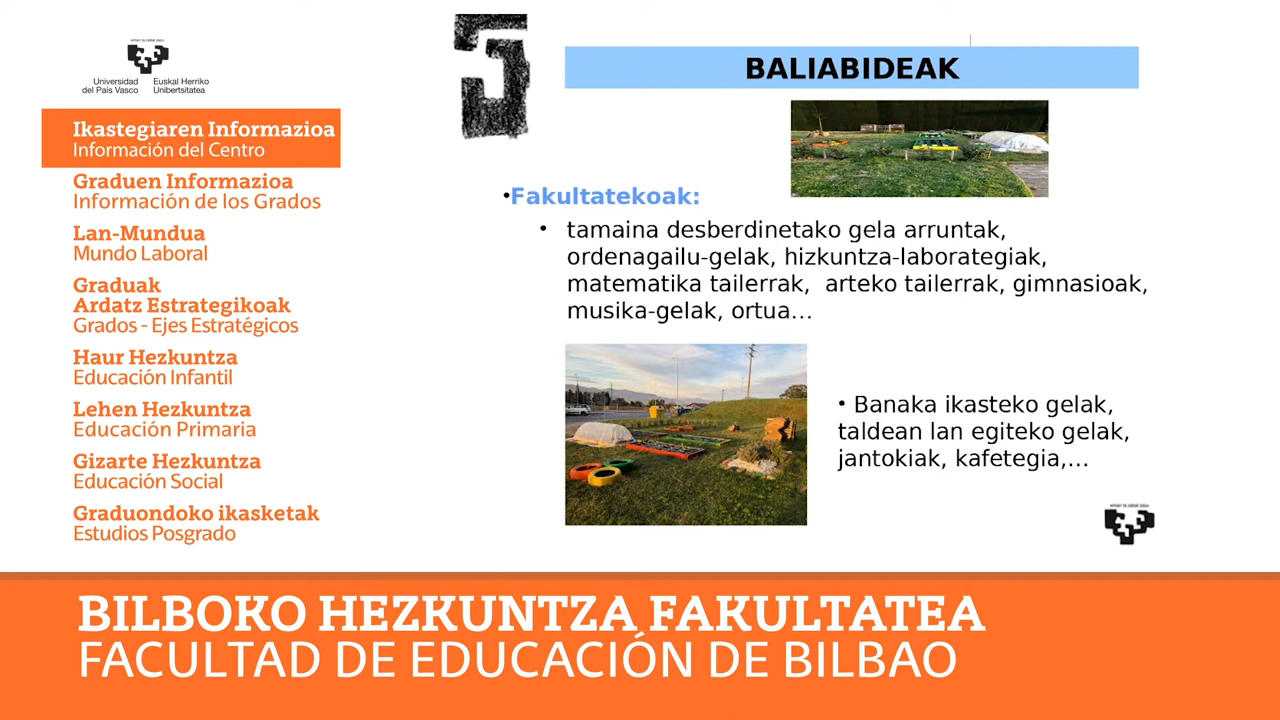 Universidad
del País Vasco
Euskal Herriko
Unibertsitatea
Ikastegiaren Informazioa
Información del Centro
Graduen Informazioa
Información de los Grados
Lan-Mundua
Mundo Laboral
Graduak
Ardatz Estrategikoak
Grados - Ejes Estratégicos
Haur Hezkuntza
Educación Infantil
Lehen Hezkuntza
Educación Primaria
Gizarte Hezkuntza
Educación Social
Graduondoko ikasketak
Estudios Posgrado
5
BALIABIDEAK
•Fakultatekoak:
• tamaina desberdinetako gela arruntak,
ordenagailu-gelak, hizkuntza-laborategiak,
matematika tailerrak, arteko tailerrak, gimnasioak,
musika-gelak, ortua...
• Banaka ikasteko gelak,
taldean lan egiteko gelak,
jantokiak, kafetegia,...
BILBOKO HEZKUNTZA FAKULTATEA
FACULTAD DE EDUCACIÓN DE BILBAO